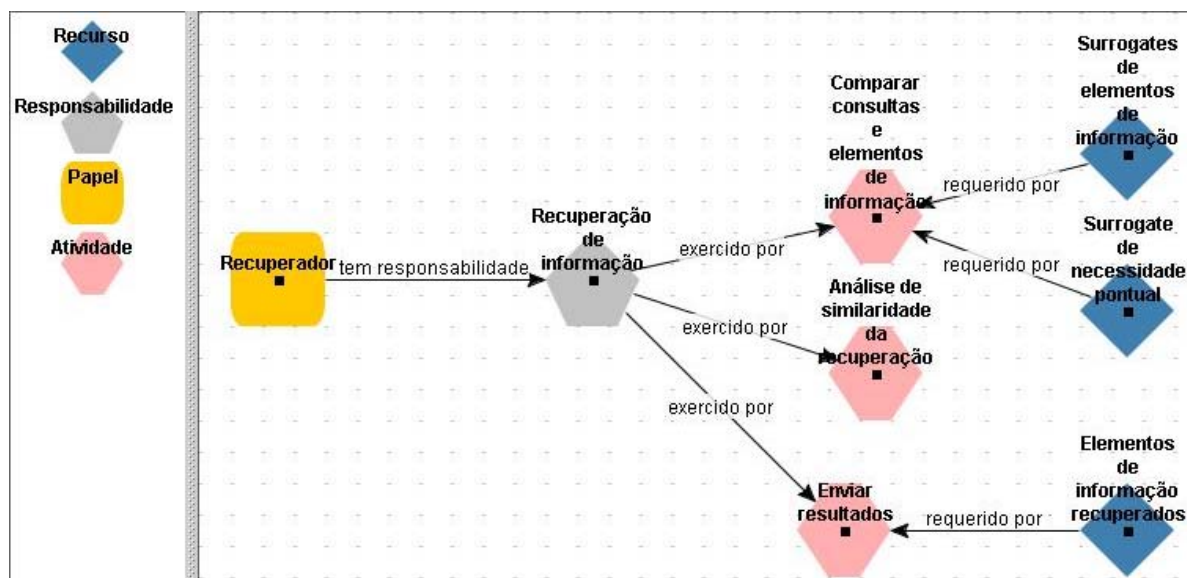 Recurso
Responsabilidade
Papel
Atividade
Recuperador
tem responsabilidade
Recuperação
de
informação
exercido por
exercido por
exercido por
Comparar
consultas
e
elementos
de
informação
Análise de
similaridade
da
recuperação
Enviar
resultados
requerido por
requerido por
requerido por
Surrogates
de
elementos
de
informação
Surrogate
de
necessidade
pontual
Elementos
de
informação
recuperados